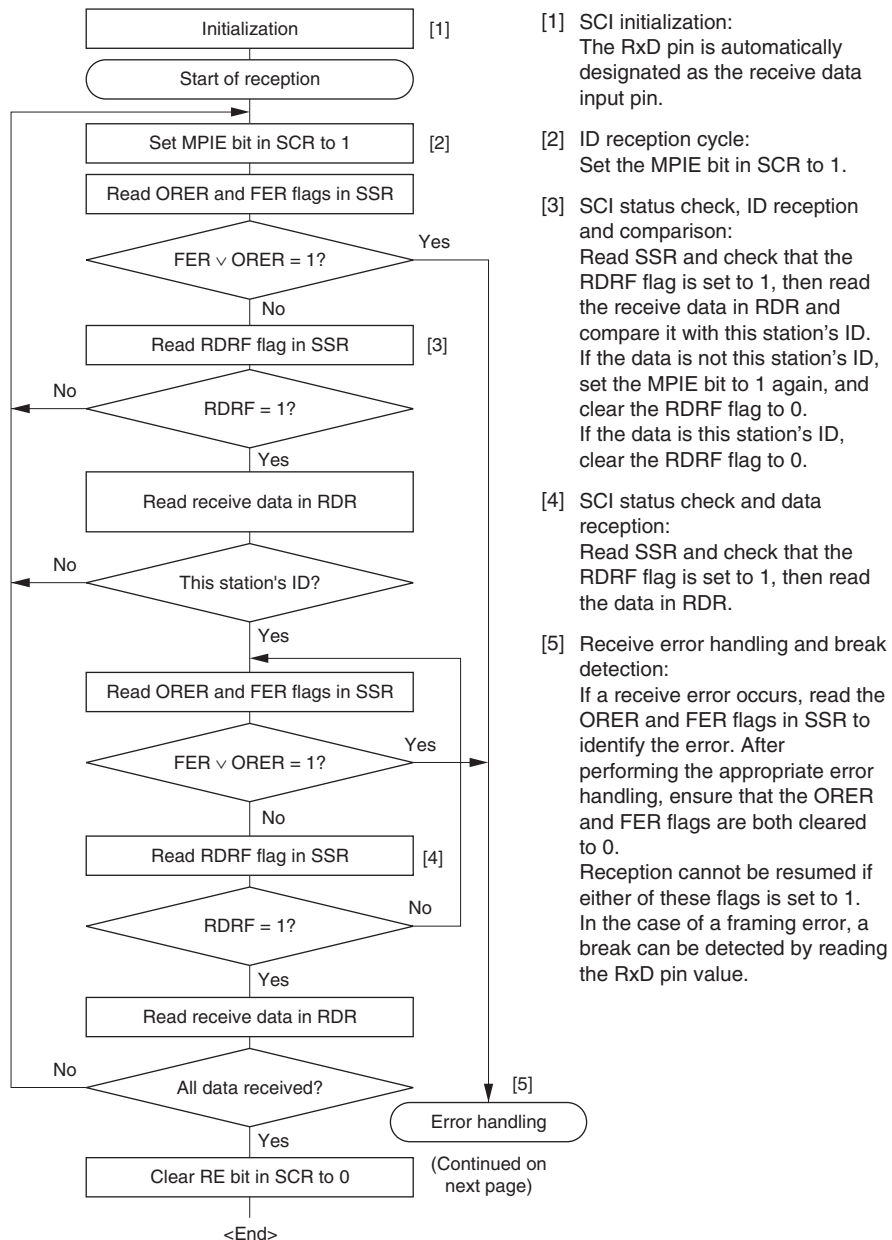 Initialization
[1]
Start of reception
Set MPIE bit in SCR to 1
[2]
Read ORER and FER flags in SSR
FER ∨ ORER = 1?
Yes
No
Read RDRF flag in SSR
[3]
No
RDRF = 1?
Yes
Read receive data in RDR
No
This station's ID?
Yes
Read ORER and FER flags in SSR
FER ∨ ORER = 1?
Yes
No
Read RDRF flag in SSR
[4]
RDRF = 1?
No
Yes
Read receive data in RDR
No
All data received?
[5]
Error handling
Yes
(Continued on
next page)
Clear RE bit in SCR to 0
<End>
[1] SCI initialization:
The RxD pin is automatically
designated as the receive data
input pin.
[2] ID reception cycle:
Set the MPIE bit in SCR to 1.
[3] SCI status check, ID reception
and comparison:
Read SSR and check that the
RDRF flag is set to 1, then read
the receive data in RDR and
compare it with this station's ID.
If the data is not this station's ID,
set the MPIE bit to 1 again, and
clear the RDRF flag to 0.
If the data is this station's ID,
clear the RDRF flag to 0.
[4] SCI status check and data
reception:
Read SSR and check that the
RDRF flag is set to 1, then read
the data in RDR.
[5] Receive error handling and break
detection:
If a receive error occurs, read the
ORER and FER flags in SSR to
identify the error. After
performing the appropriate error
handling, ensure that the ORER
and FER flags are both cleared
to 0.
Reception cannot be resumed if
either of these flags is set to 1.
In the case of a framing error, a
break can be detected by reading
the RxD pin value.